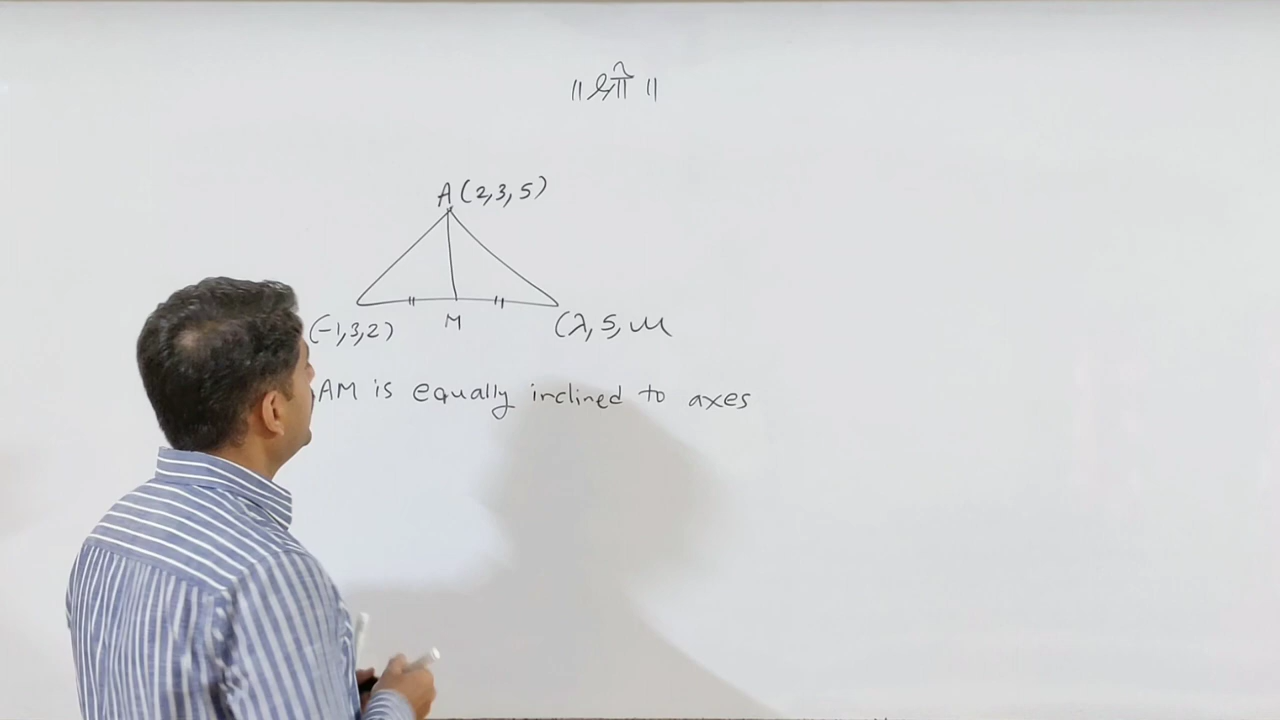 ॥ श्री ॥
A (2,3,5)
(-1,3,2) M (λ, 5, μ
AM is equally inclined to axes